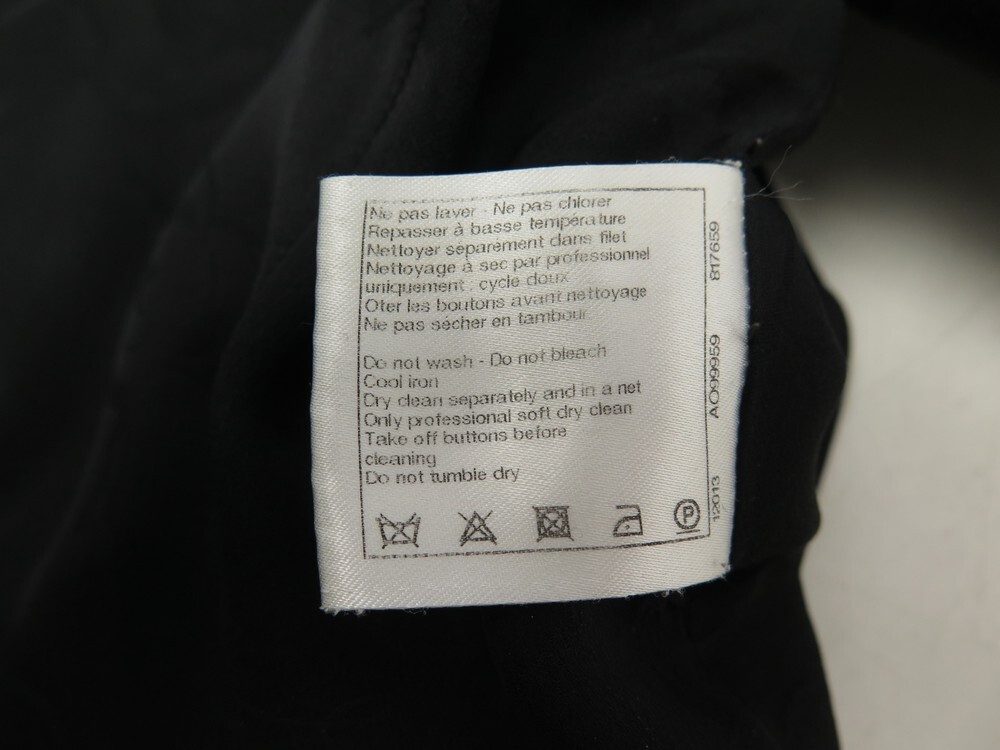 Ne pas laver - Ne pas chlorer
Repasser à basse température
Nettoyer separément dans filet
Nettoyage à sec par professionnel
uniquement : cycle doux
Oter les boutons avant nettoyage
Ne pas sécher en tambour
Do not wash - Do not bleach
Cool iron
Dry clean separately and in a net
Only professional soft dry clean
Take off buttons before
cleaning
Do not tumble dry
P
12013 AO99959 817659